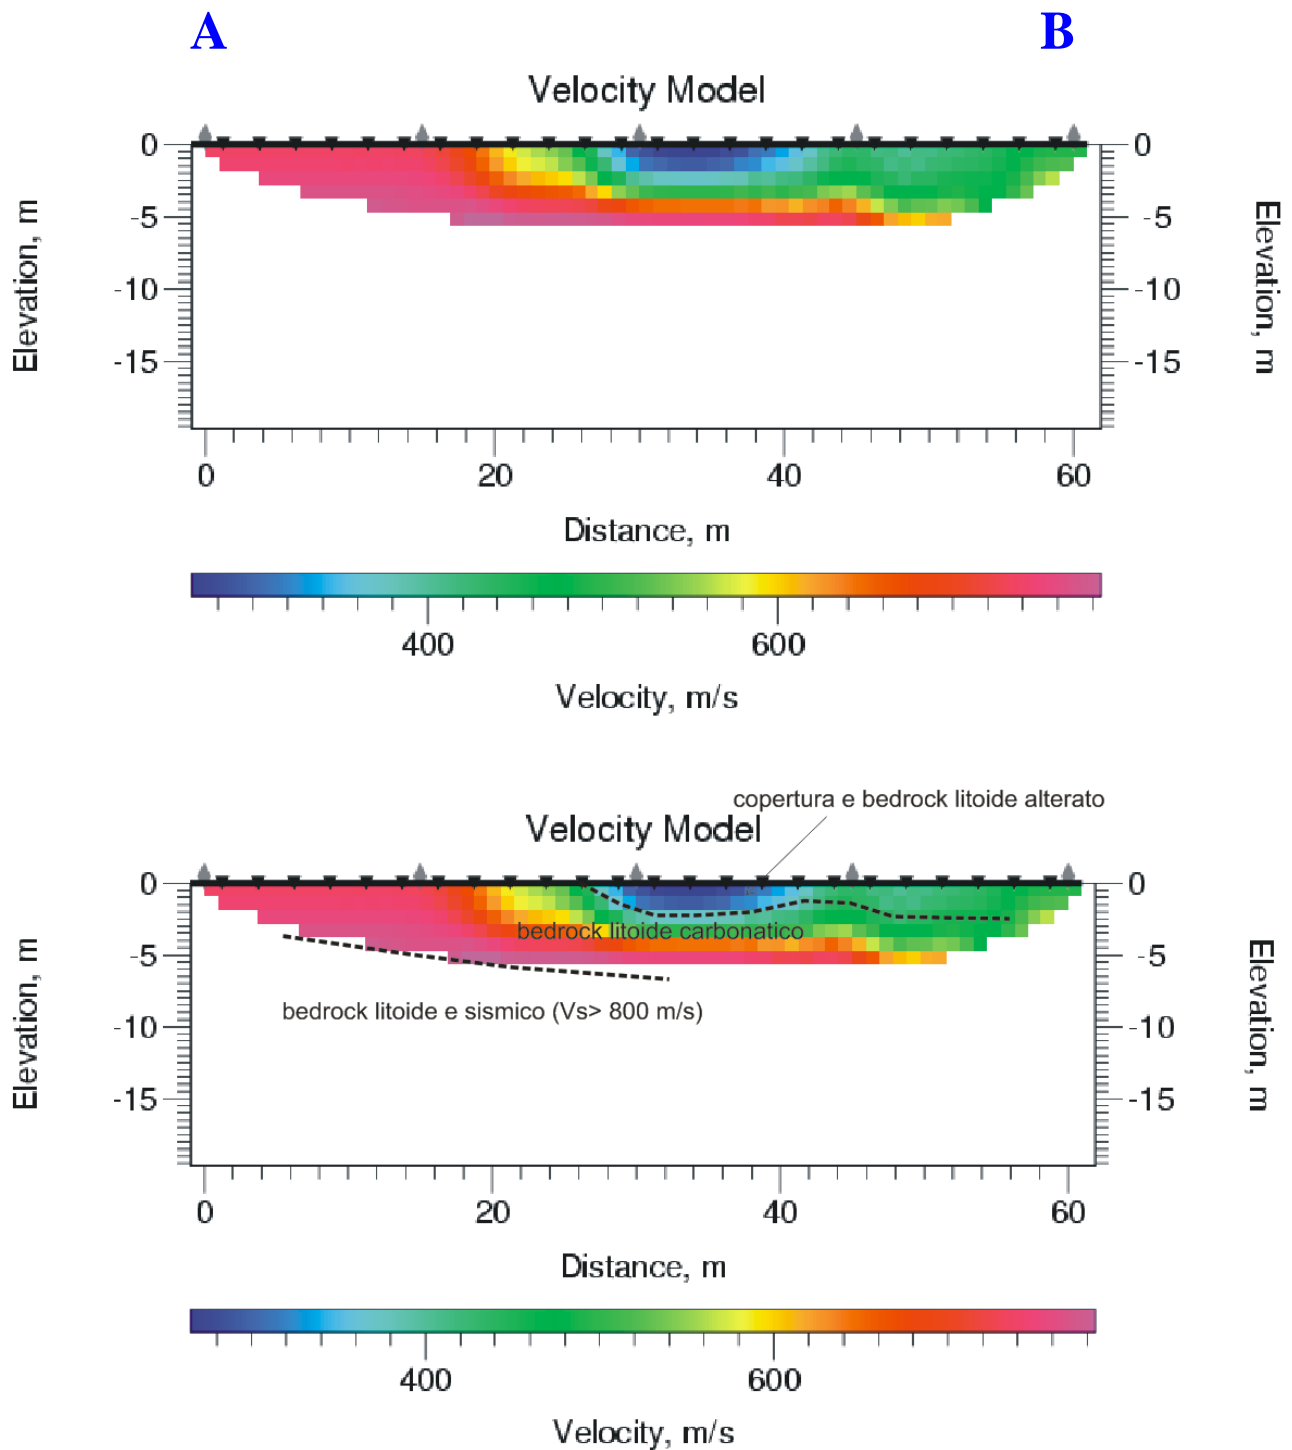 A B
Velocity Model
0 0
-5 -5
-10 -10
-15 -15
Elevation, m
Elevation, m
0 20 40 60
Distance, m
400 600
Velocity, m/s
copertura e bedrock litoide alterato
Velocity Model
0 0
bedrock litoide carbonatico
-5 -5
bedrock litoide e sismico (Vs> 800 m/s)
-10 -10
-15 -15
Elevation, m
Elevation, m
0 20 40 60
Distance, m
400 600
Velocity, m/s